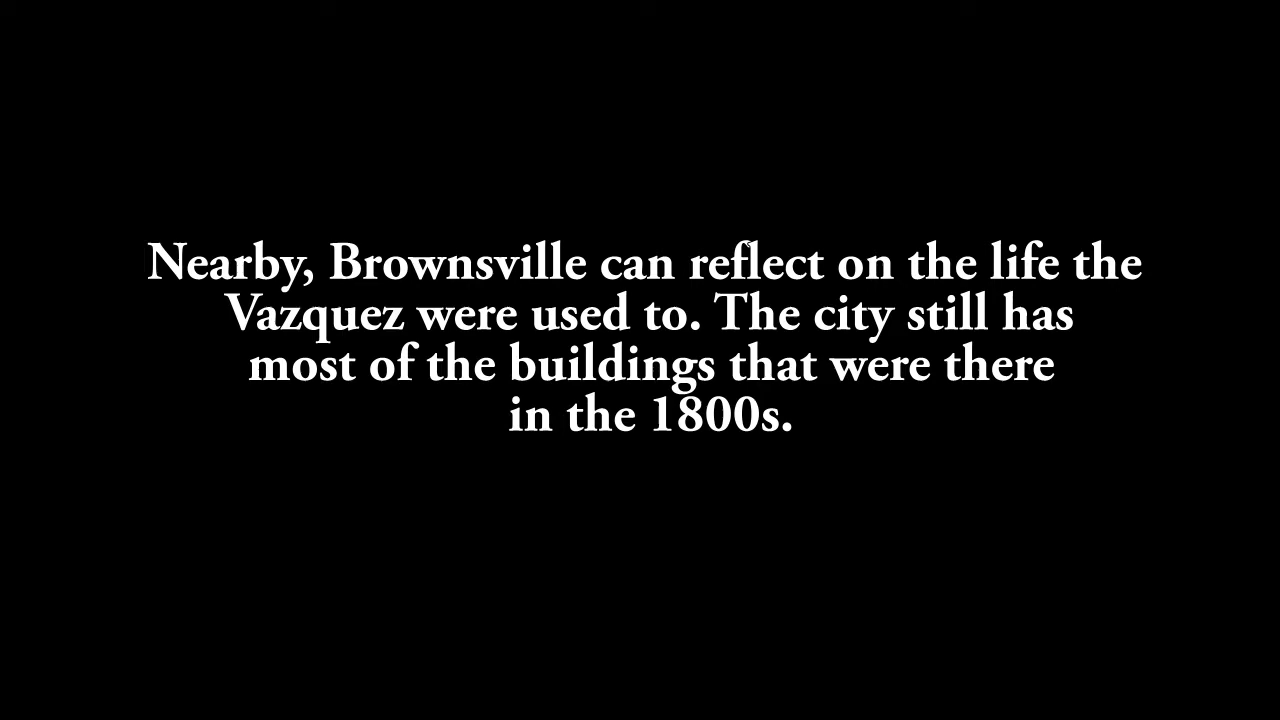 Nearby, Brownsville can reflect on the life the
Vazquez were used to. The city still has
most of the buildings that were there
in the 1800s.